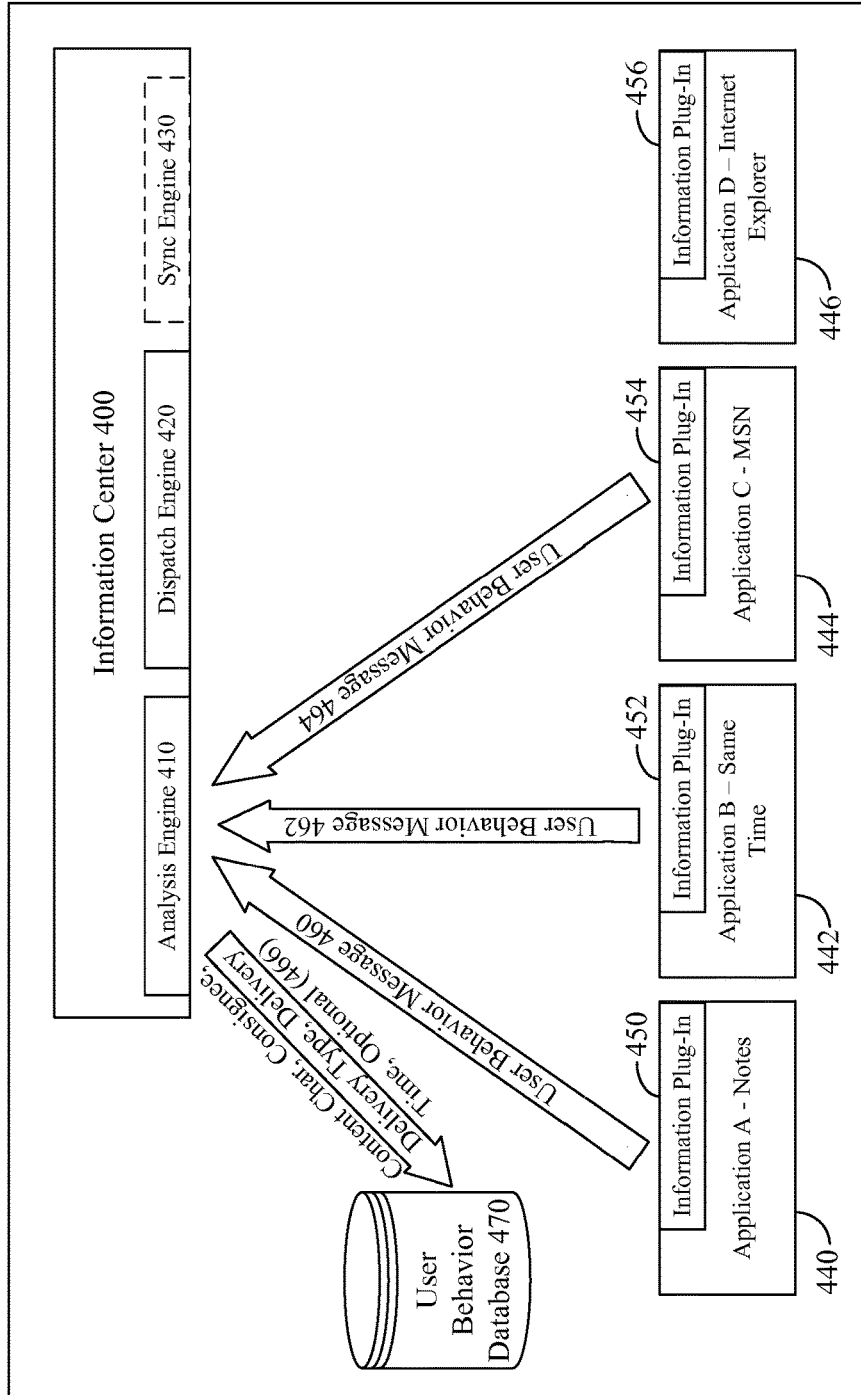 Information Center 400
Analysis Engine 410
Dispatch Engine 420
Sync Engine 430
Content Char, Consignee,
Delivery Type, Delivery
Time, Optional (466)
User Behavior Message 460
User Behavior Message 462
User Behavior Message 464
User
Behavior
Database 470
450
Information Plug-In
Application A - Notes
440
452
Information Plug-In
Application B – Same
Time
442
454
Information Plug-In
Application C - MSN
444
456
Information Plug-In
Application D – Internet
Explorer
446